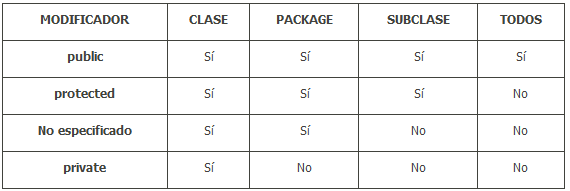 MODIFICADOR CLASE PACKAGE SUBCLASE TODOS
public Sí Sí Sí Sí
protected Sí Sí Sí No
No especificado Sí Sí No No
private Sí No No No